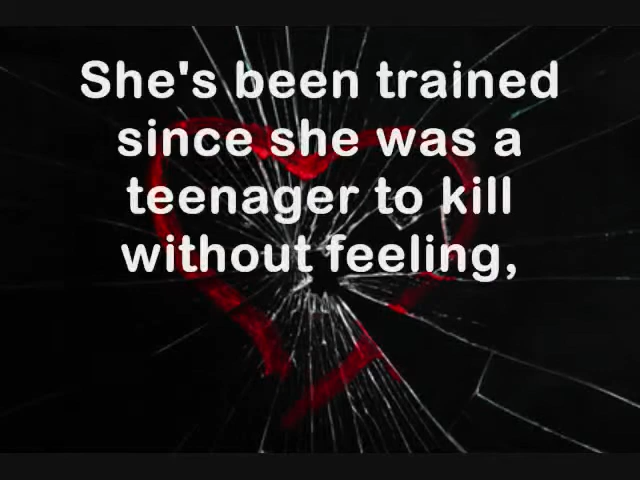 She's been trained
since she was a
teenager to kill
without feeling,